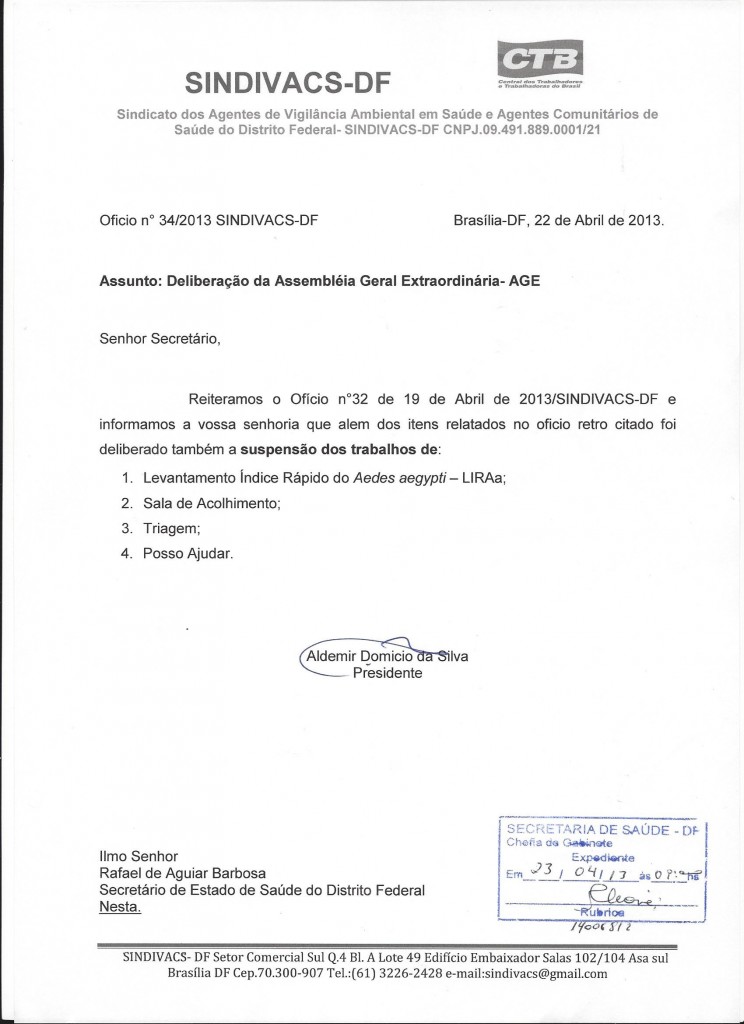 SINDIVACS-DF
CTB
Central dos Trabalhadores
e Trabalhadoras do Brasil
Sindicato dos Agentes de Vigilância Ambiental em Saúde e Agentes Comunitários de
Saúde do Distrito Federal- SINDIVACS-DF CNPJ.09.491.889.0001/21
Oficio n° 34/2013 SINDIVACS-DF Brasília-DF, 22 de Abril de 2013.
Assunto: Deliberação da Assembléia Geral Extraordinária- AGE
Senhor Secretário,
Reiteramos o Ofício n°32 de 19 de Abril de 2013/SINDIVACS-DF e
informamos a vossa senhoria que alem dos itens relatados no oficio retro citado foi
deliberado também a suspensão dos trabalhos de:
1. Levantamento Índice Rápido do Aedes aegypti – LIRAa;
2. Sala de Acolhimento;
3. Triagem;
4. Posso Ajudar.
Aldemir Domicio da Silva
Presidente
SECRETARIA DE SAÚDE - DF
Chefia de Gabinete
Expediente
Em 23 / 04 / 13 às 09: hs
Rubrica
Ilmo Senhor
Rafael de Aguiar Barbosa
Secretário de Estado de Saúde do Distrito Federal
Nesta.
SINDIVACS- DF Setor Comercial Sul Q.4 Bl. A Lote 49 Edifício Embaixador Salas 102/104 Asa sul
Brasília DF Cep.70.300-907 Tel.:(61) 3226-2428 e-mail:sindivacs@gmail.com